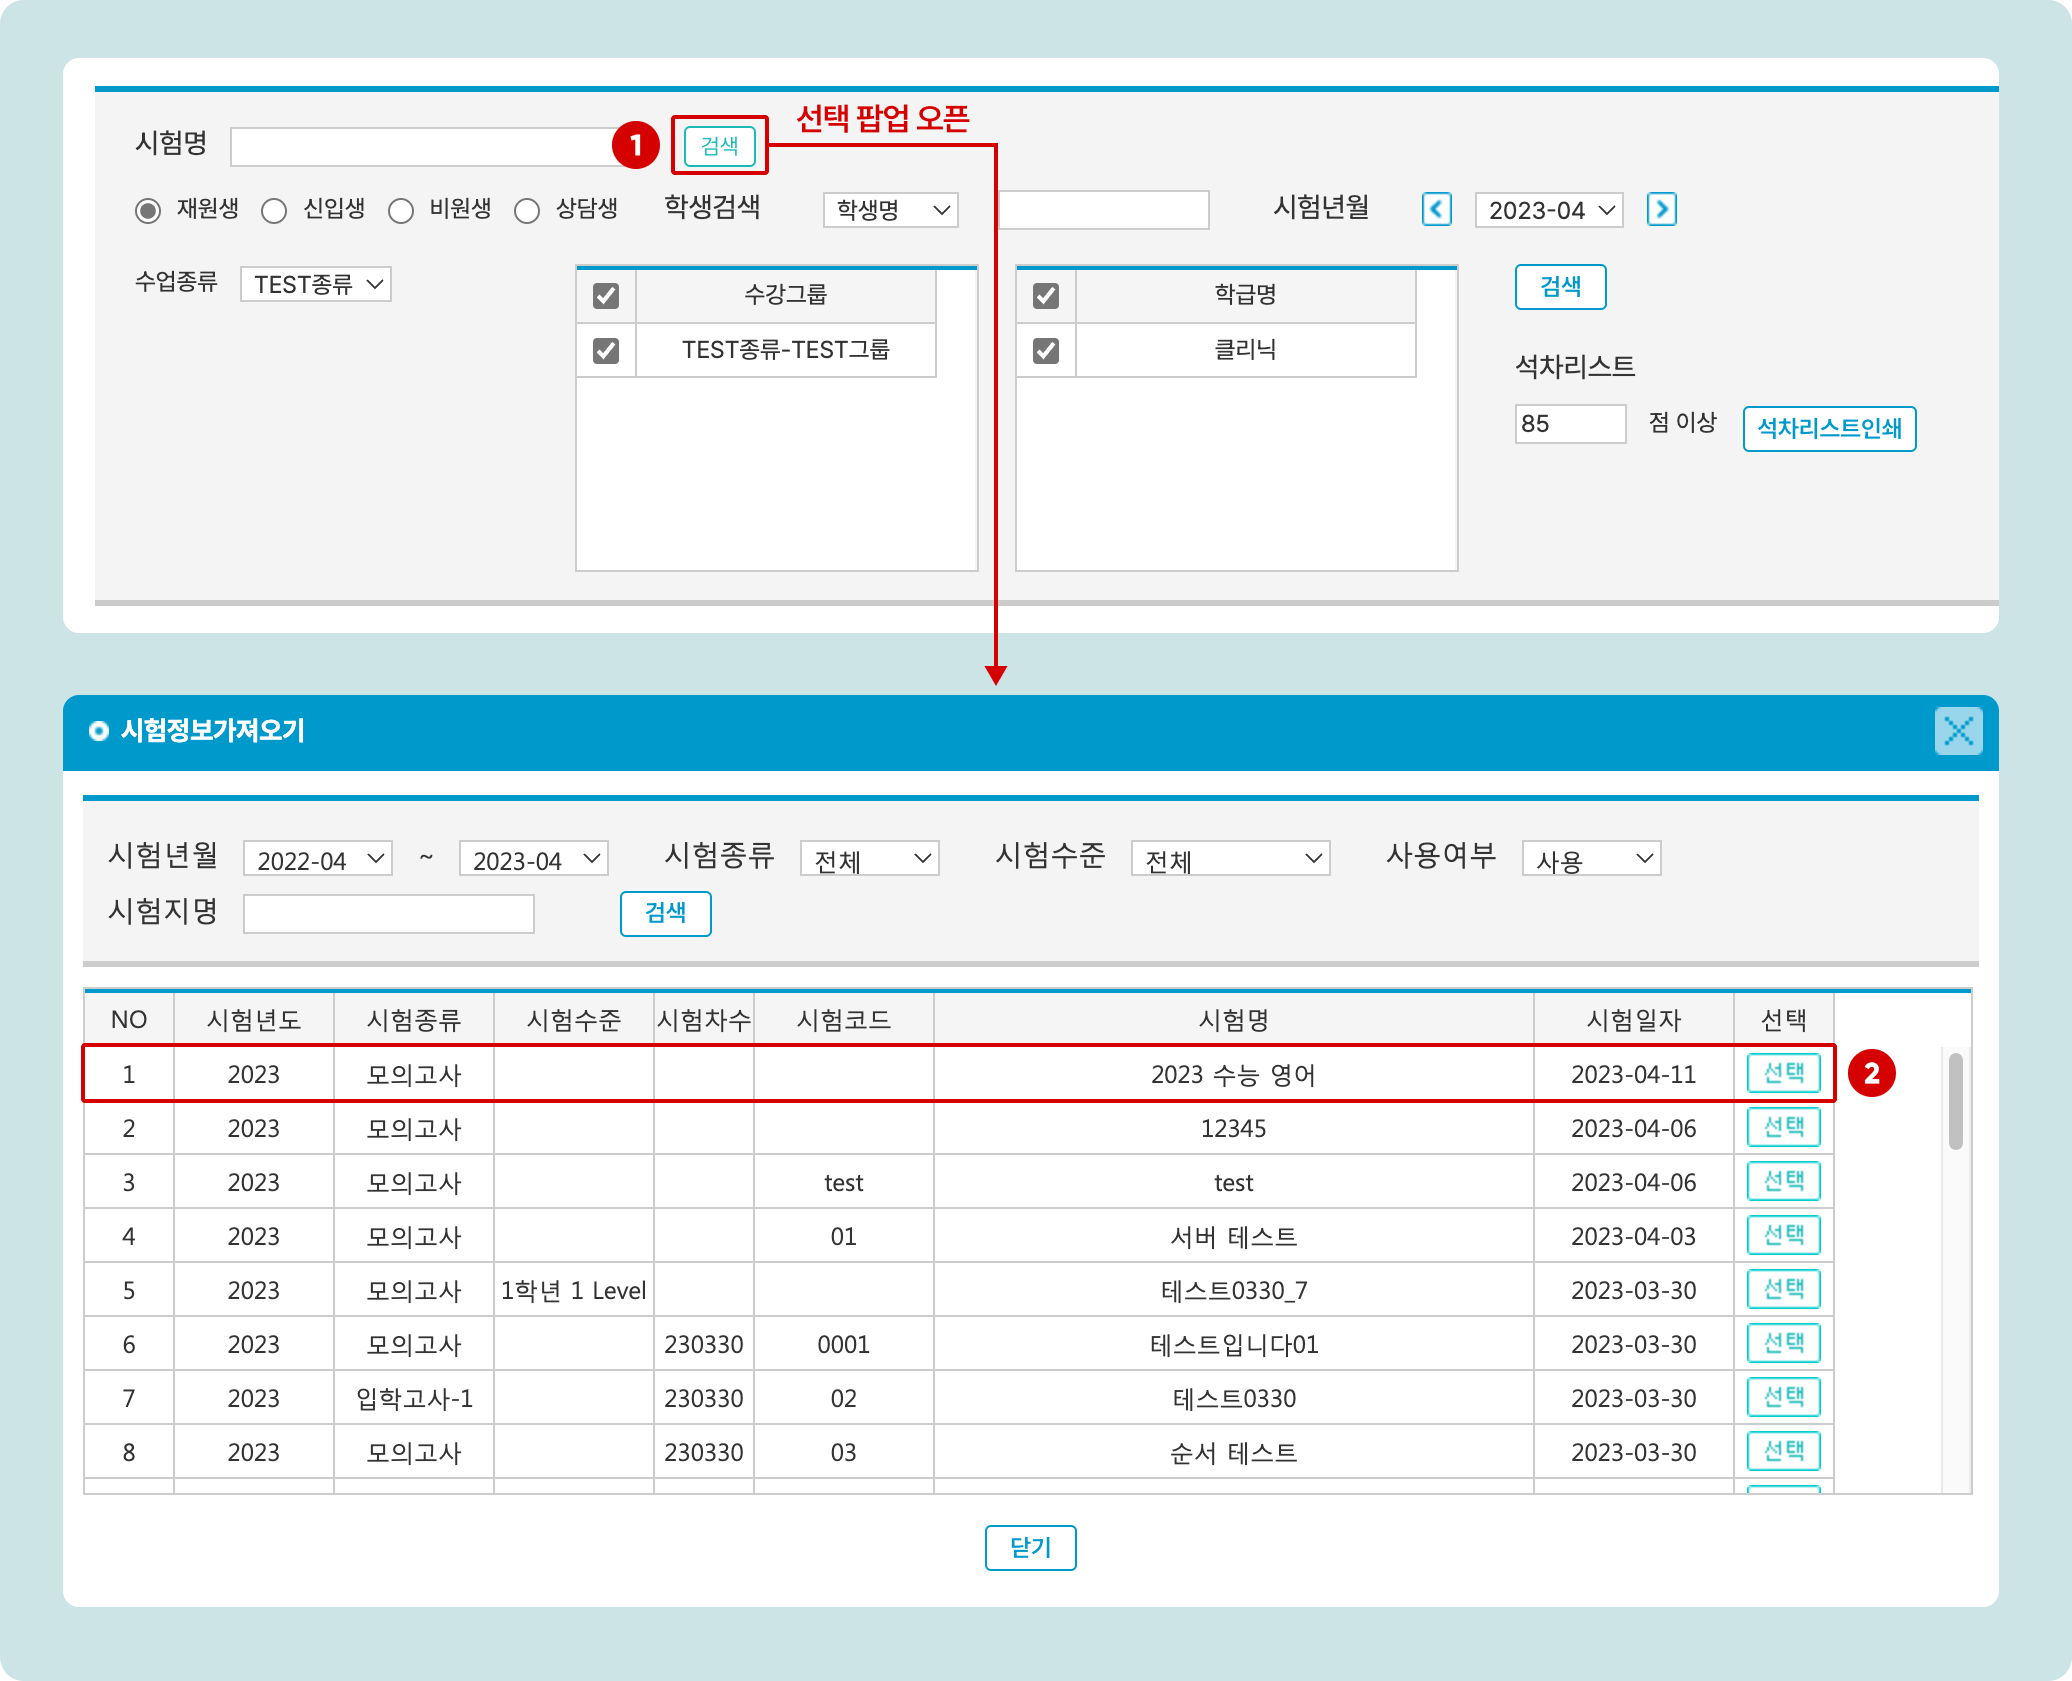 선택 팝업 오픈
시험명 1 검색
재원생 신입생 비원생 상담생 학생검색 학생명 시험년월 2023-04
수업종류 TEST종류 수강그룹 학급명 검색
TEST종류-TEST그룹 클리닉
석차리스트
85 점 이상 석차리스트인쇄
시험정보가져오기
시험년월 2022-04 ~ 2023-04 시험종류 전체 시험수준 전체 사용여부 사용
시험지명 검색
NO 시험년도 시험종류 시험수준 시험차수 시험코드 시험명 시험일자 선택
1 2023 모의고사 2023 수능 영어 2023-04-11 선택 2
2 2023 모의고사 12345 2023-04-06 선택
3 2023 모의고사 test test 2023-04-06 선택
4 2023 모의고사 01 서버 테스트 2023-04-03 선택
5 2023 모의고사 1학년 1 Level 테스트0330_7 2023-03-30 선택
6 2023 모의고사 230330 0001 테스트입니다01 2023-03-30 선택
7 2023 입학고사-1 230330 02 테스트0330 2023-03-30 선택
8 2023 모의고사 230330 03 순서 테스트 2023-03-30 선택
닫기